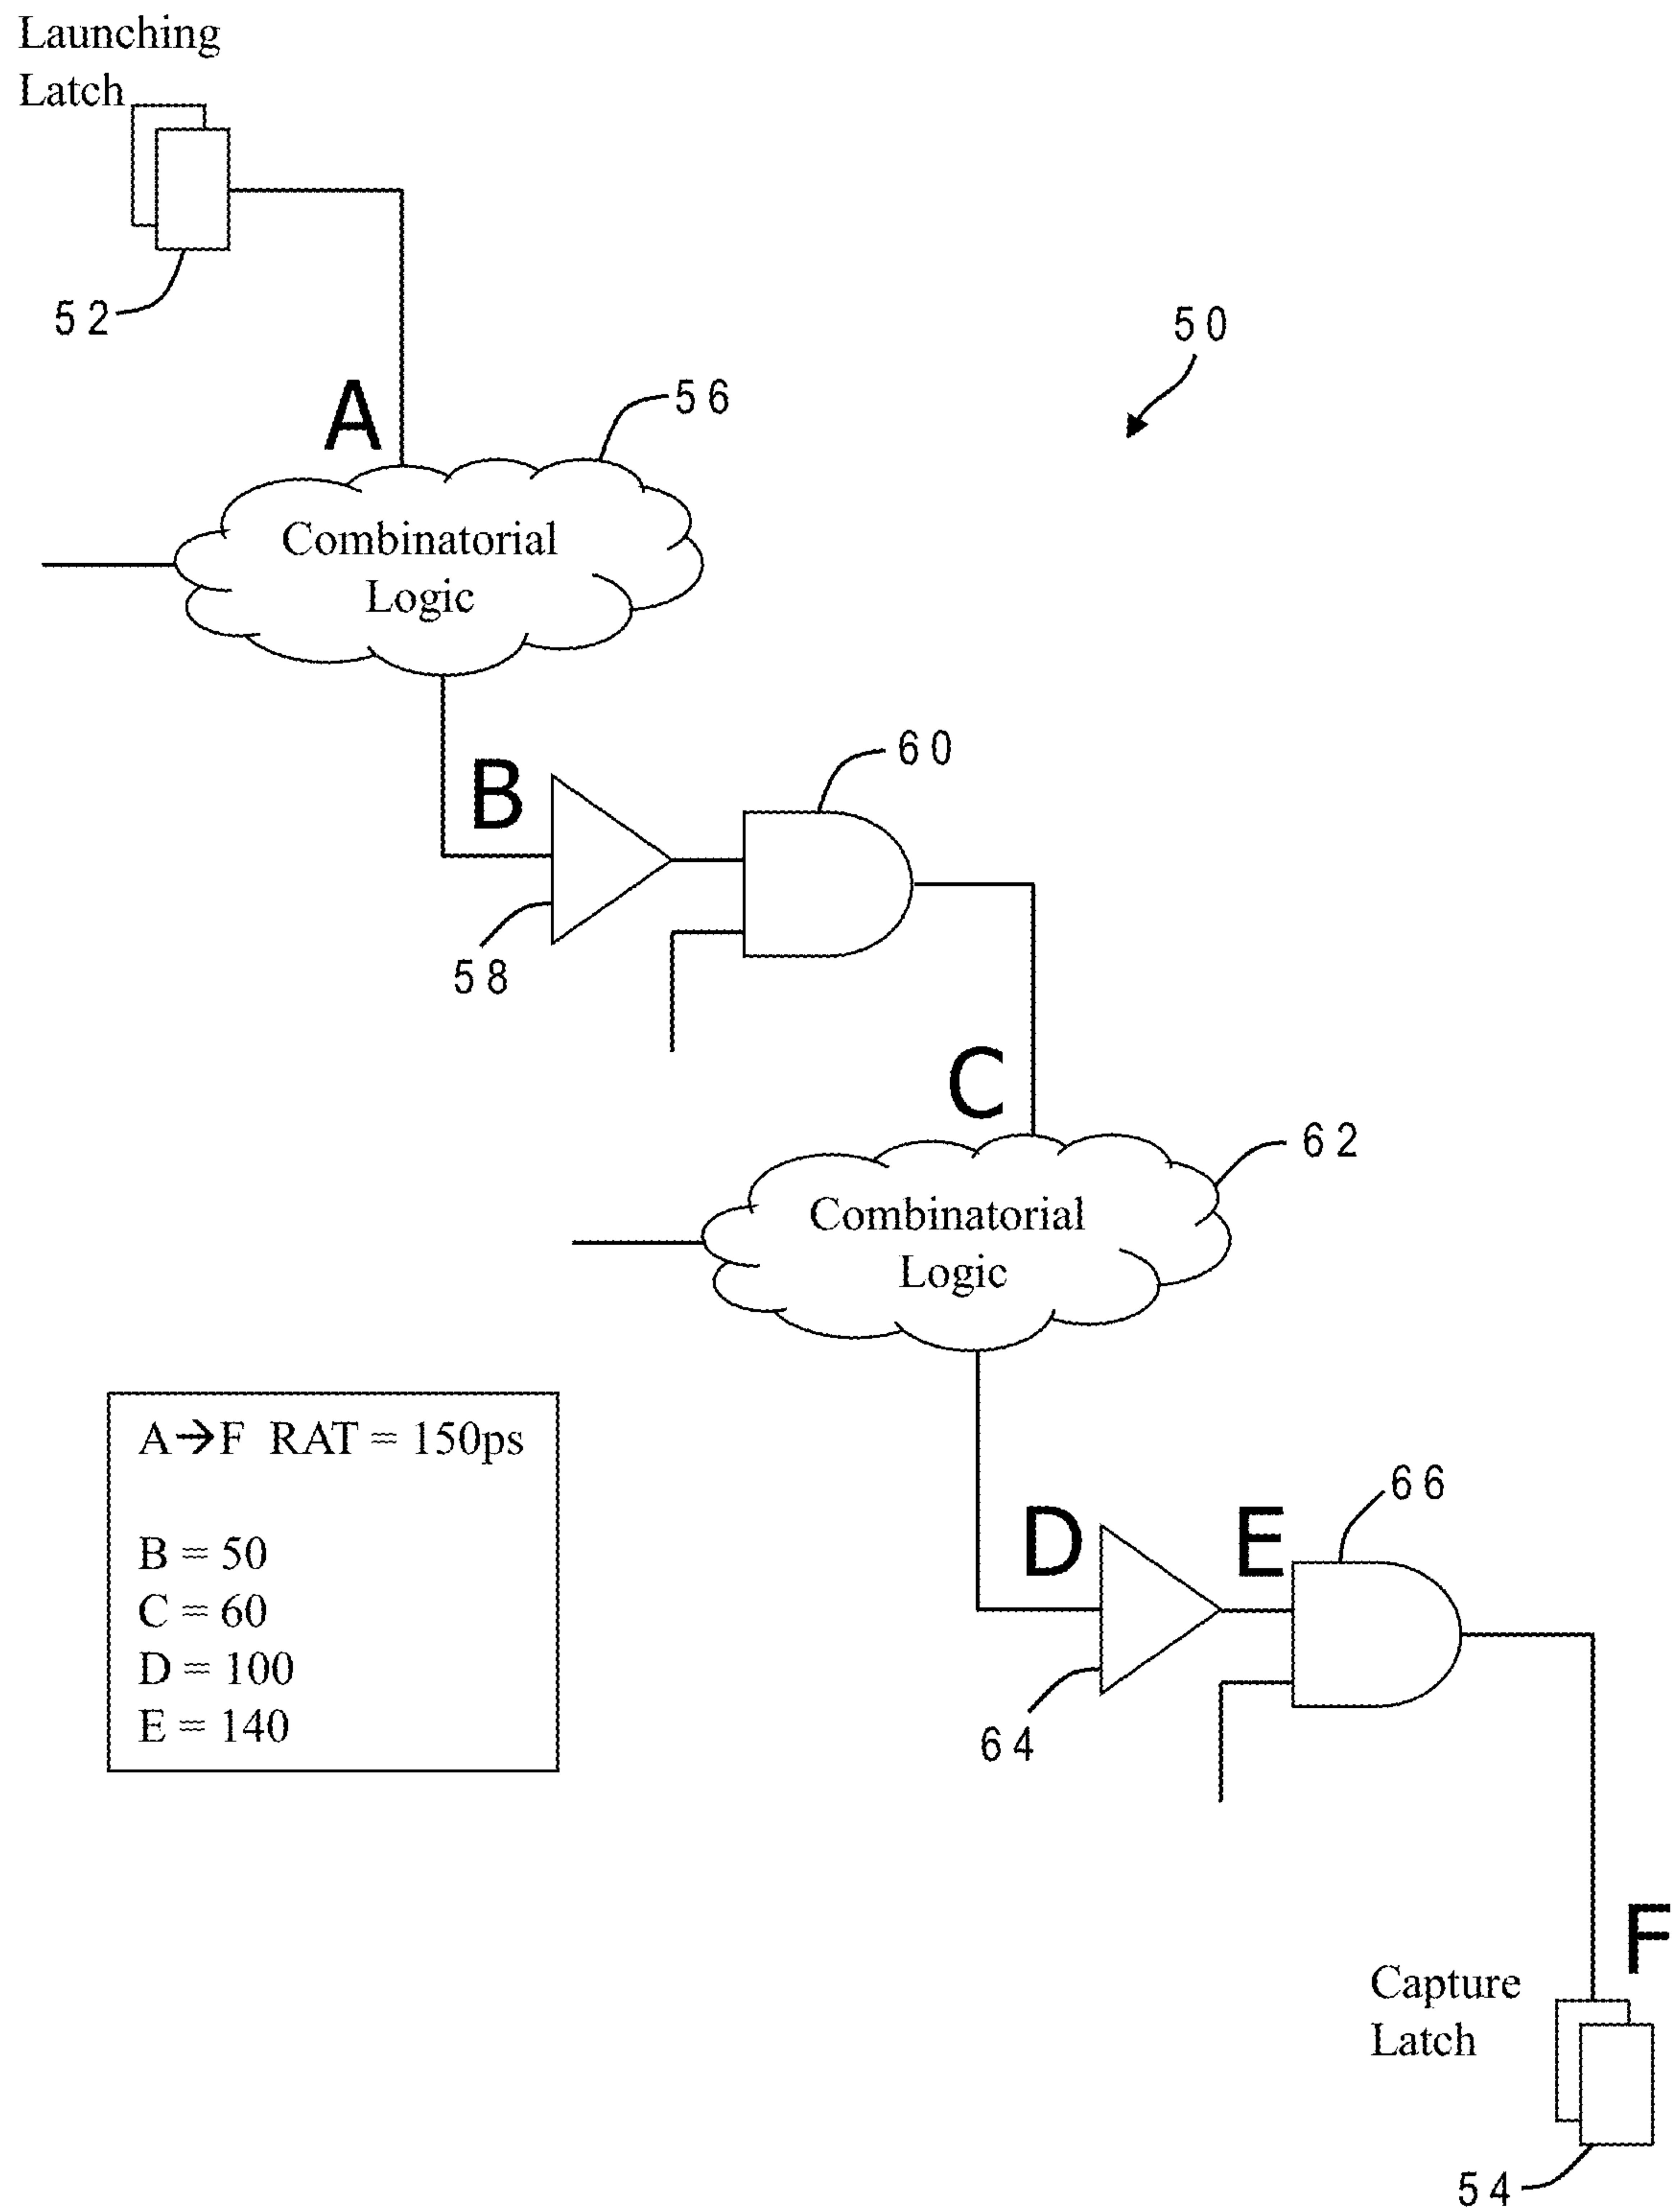 Launching
Latch
52
50
A
56
Combinatorial
Logic
60
B
58
C
62
Combinatorial
Logic
A→F RAT = 150ps
B = 50
C = 60
D = 100
E = 140
66
D
E
64
F
Capture
Latch
54